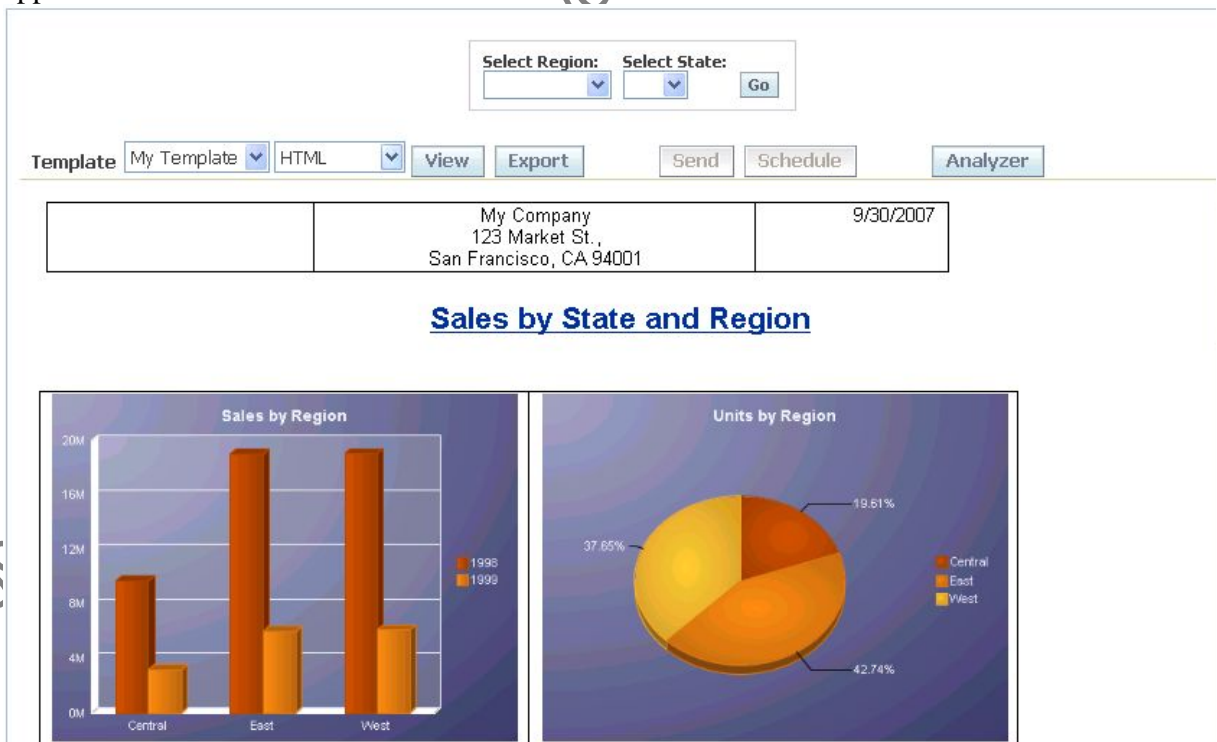 Select Region: Select State:
Go
Template My Template HTML View Export Send Schedule Analyzer
My Company
123 Market St.,
San Francisco, CA 94001
9/30/2007
Sales by State and Region
Sales by Region
20M
16M
12M
8M
4M
0M
Central East West
1998
1999
Units by Region
19.61%
37.65%
42.74%
Central
East
West